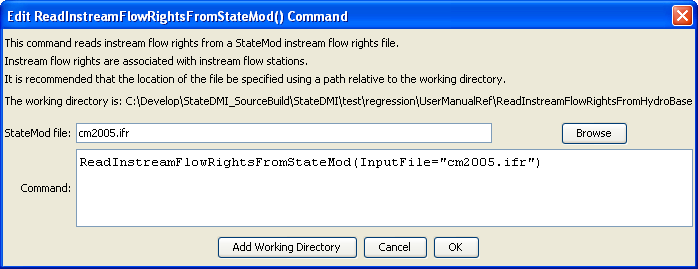 Edit ReadInstreamFlowRightsFromStateMod() Command
This command reads instream flow rights from a StateMod instream flow rights file.
Instream flow rights are associated with instream flow stations.
It is recommended that the location of the file be specified using a path relative to the working directory.
The working directory is: C:\Develop\StateDMI_SourceBuild\StateDMI\test\regression\UserManualRef\ReadInstreamFlowRightsFromHydroBase
StateMod file: cm2005.ifr Browse
Command: ReadInstreamFlowRightsFromStateMod(InputFile="cm2005.ifr")
Add Working Directory Cancel OK